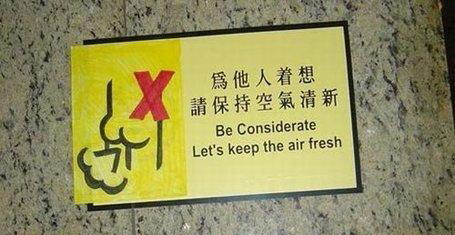 為他人着想
請保持空氣清新
Be Considerate
Let's keep the air fresh